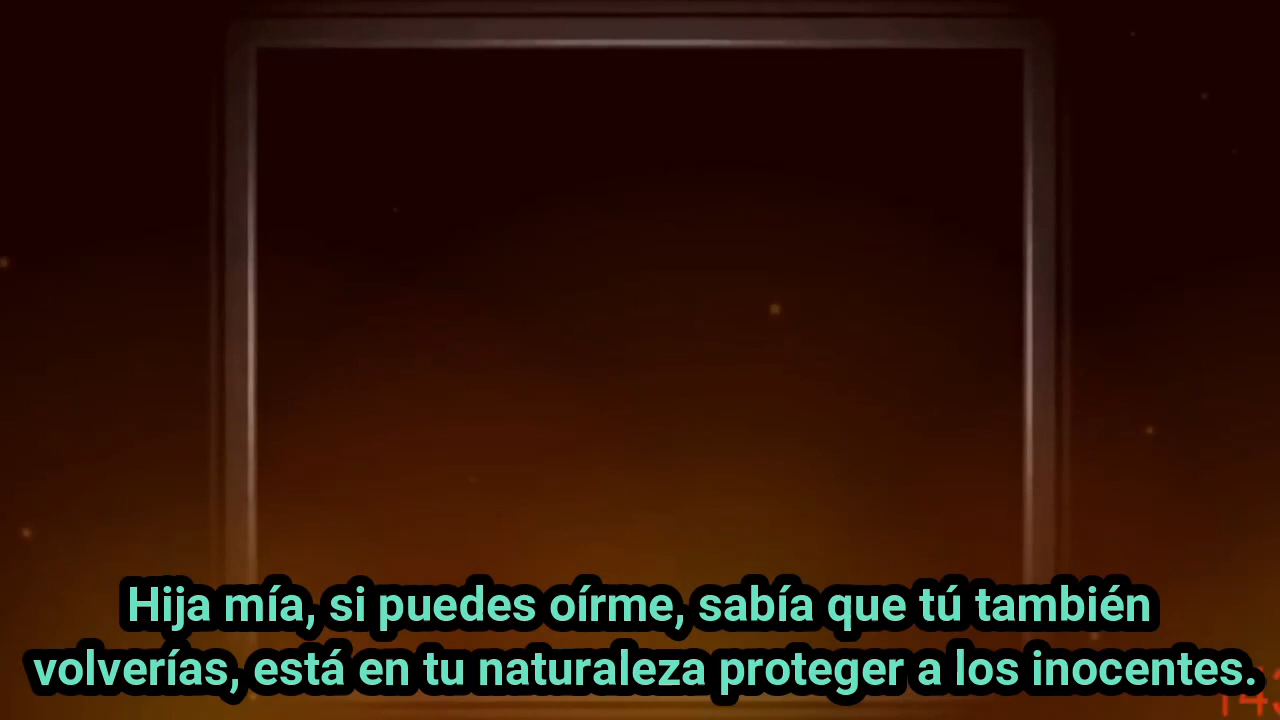 Hija mía, si puedes oírme, sabía que tú también
volverías, está en tu naturaleza proteger a los inocentes.